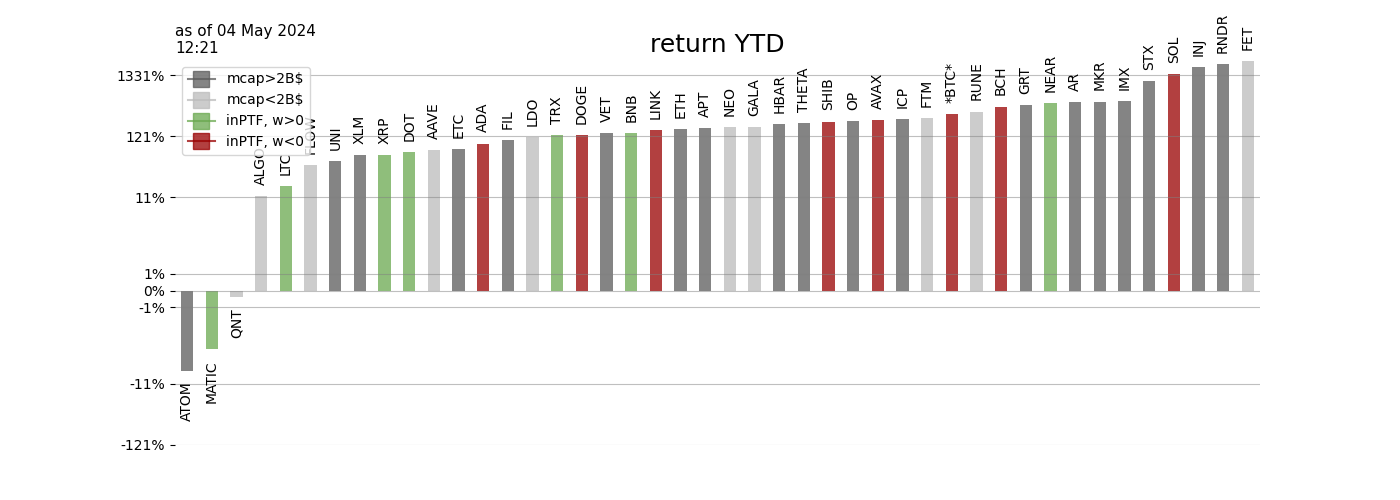 as of 04 May 2024
12:21
return YTD
1331%
121%
11%
1%
0%
-1%
-11%
-121%
mcap>2B$
mcap<2B$
inPTF, w>0
inPTF, w<0
ATOM
MATIC
QNT
ALGO
LTC
FLOW
UNI
XLM
XRP
DOT
AAVE
ETC
ADA
FIL
LDO
TRX
DOGE
VET
BNB
LINK
ETH
APT
NEO
GALA
HBAR
THETA
SHIB
OP
AVAX
ICP
FTM
*BTC*
RUNE
BCH
GRT
NEAR
AR
MKR
IMX
STX
SOL
INJ
RNDR
FET